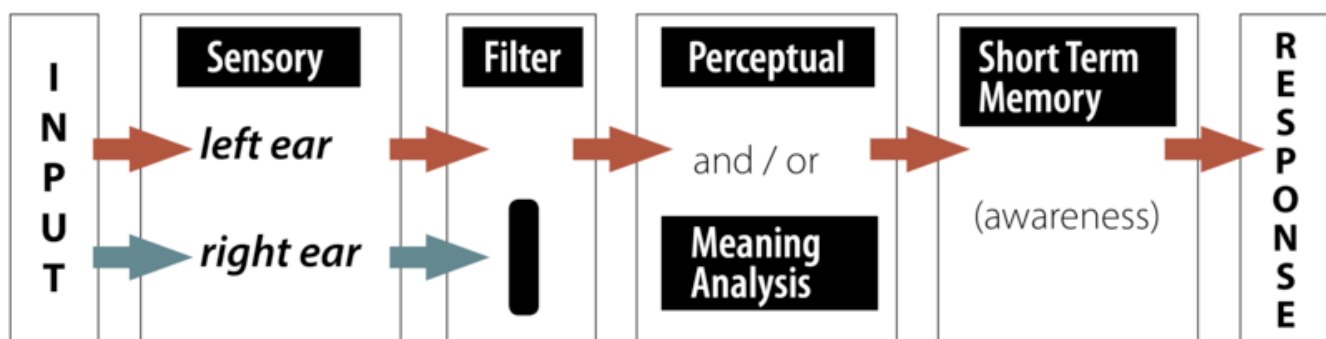 INPUT
Sensory
left ear
right ear
Filter
Perceptual
and / or
Meaning
Analysis
Short Term
Memory
(awareness)
RESPONSE